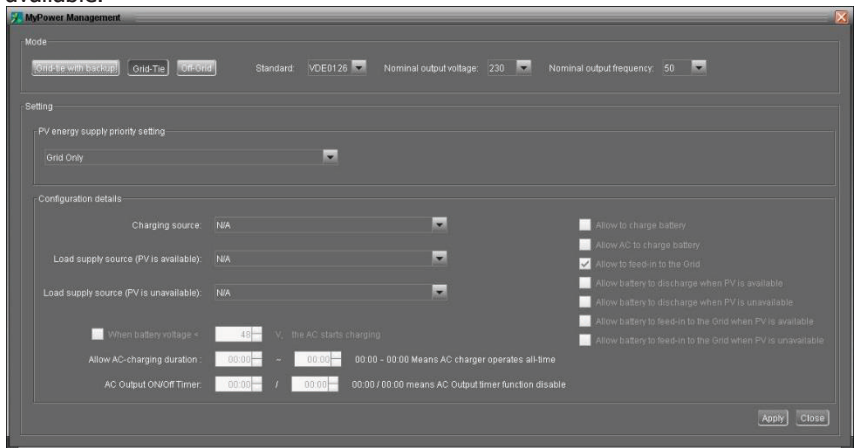 available.
MyPower Management
Mode
Grid-tie with backup Grid-Tie Off-Grid Standard: VDE0126 Nominal output voltage: 230 Nominal output frequency: 50
Setting
PV energy supply priority setting
Grid Only
Configuration details
Charging source: N/A
Load supply source (PV is available): N/A
Load supply source (PV is unavailable): N/A
When battery voltage < 48 V, the AC starts charging
Allow AC-charging duration : 00:00 ~ 00:00 00:00 - 00:00 Means AC charger operates all-time
AC Output ON/Off Timer: 00:00 / 00:00 00:00 / 00:00 means AC Output timer function disable
Allow to charge battery
Allow AC to charge battery
Allow to feed-in to the Grid
Allow battery to discharge when PV is available
Allow battery to discharge when PV is unavailable
Allow battery to feed-in to the Grid when PV is available
Allow battery to feed-in to the Grid when PV is unavailable
Apply Close